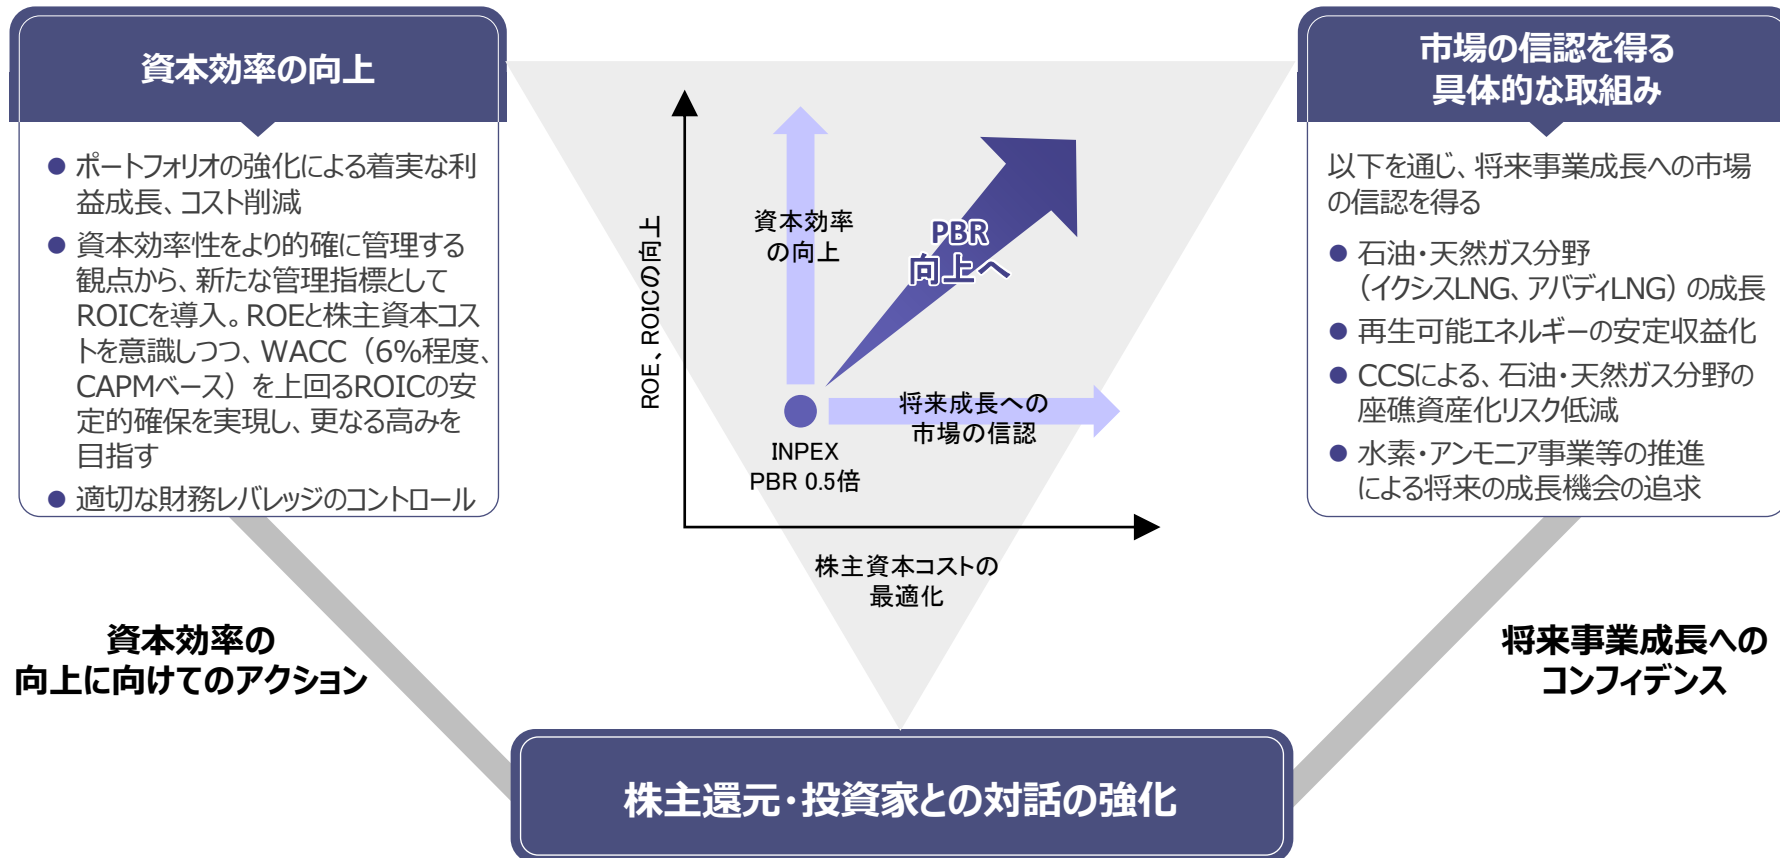 資本効率の向上
● ポートフォリオの強化による着実な利
益成長、コスト削減
● 資本効率性をより的確に管理する
観点から、新たな管理指標として
ROICを導入。ROEと株主資本コス
トを意識しつつ、WACC（6%程度、
CAPMベース）を上回るROICの安
定的確保を実現し、更なる高みを
目指す
● 適切な財務レバレッジのコントロール
ROE、ROICの向上
資本効率
の向上
PBR
向上へ
将来成長への
市場の信認
INPEX
PBR 0.5倍
株主資本コストの
最適化
市場の信認を得る
具体的な取組み
以下を通じ、将来事業成長への市場
の信認を得る
● 石油・天然ガス分野
（イクシスLNG、アバディLNG）の成長
● 再生可能エネルギーの安定収益化
● CCSによる、石油・天然ガス分野の
座礁資産化リスク低減
● 水素・アンモニア事業等の推進
による将来の成長機会の追求
資本効率の
向上に向けてのアクション
将来事業成長への
コンフィデンス
株主還元・投資家との対話の強化